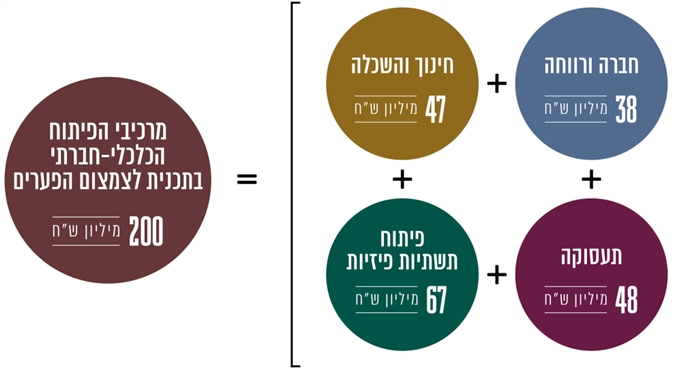 חברה ורווחה
38 מיליון ש"ח
+
חינוך והשכלה
47 מיליון ש"ח
+
+
תעסוקה
48 מיליון ש"ח
+
פיתוח
תשתיות פיזיות
67 מיליון ש"ח
=
מרכיבי הפיתוח
הכלכלי-חברתי
בתכנית לצמצום הפערים
200 מיליון ש"ח